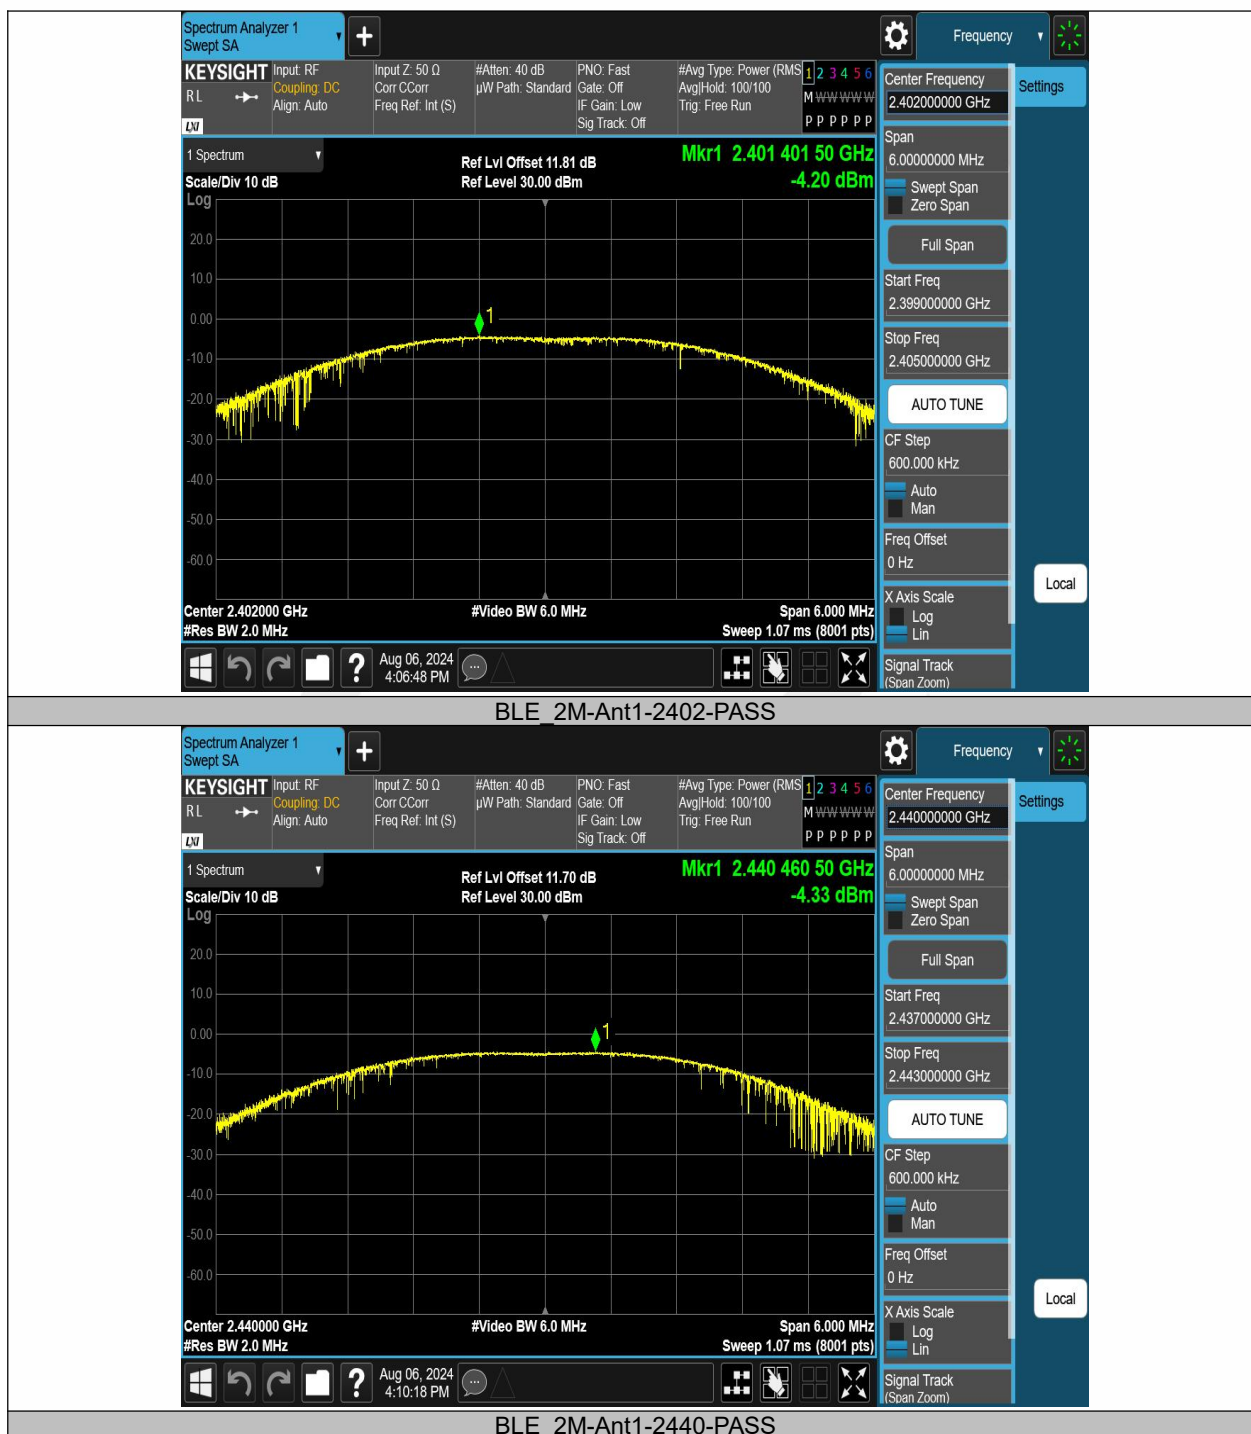 Spectrum Analyzer 1
Swept SA
Frequency
KEYSIGHT
RL
LXI
Input: RF
Coupling: DC
Align: Auto
Input Z: 50 Ω
Corr CCorr
Freq Ref: Int (S)
#Atten: 40 dB
µW Path: Standard
PNO: Fast
Gate: Off
IF Gain: Low
Sig Track: Off
#Avg Type: Power (RMS
Avg|Hold: 100/100
Trig: Free Run
1 2 3 4 5 6
M W W W W W
P P P P P P
1 Spectrum
Scale/Div 10 dB
Log
Ref Lvl Offset 11.81 dB
Ref Level 30.00 dBm
Mkr1 2.401 401 50 GHz
-4.20 dBm
1
20.0
10.0
0.00
-10.0
-20.0
-30.0
-40.0
-50.0
-60.0
Center 2.402000 GHz
#Video BW 6.0 MHz
Span 6.000 MHz
#Res BW 2.0 MHz
Sweep 1.07 ms (8001 pts)
?
Aug 06, 2024
4:06:48 PM
Center Frequency
2.402000000 GHz
Settings
Span
6.00000000 MHz
Swept Span
Zero Span
Full Span
Start Freq
2.399000000 GHz
Stop Freq
2.405000000 GHz
AUTO TUNE
CF Step
600.000 kHz
Auto
Man
Freq Offset
0 Hz
Local
X Axis Scale
Log
Lin
Signal Track
(Span Zoom)
BLE_2M-Ant1-2402-PASS
Spectrum Analyzer 1
Swept SA
Frequency
KEYSIGHT
RL
LXI
Input: RF
Coupling: DC
Align: Auto
Input Z: 50 Ω
Corr CCorr
Freq Ref: Int (S)
#Atten: 40 dB
µW Path: Standard
PNO: Fast
Gate: Off
IF Gain: Low
Sig Track: Off
#Avg Type: Power (RMS
Avg|Hold: 100/100
Trig: Free Run
1 2 3 4 5 6
M W W W W W
P P P P P P
1 Spectrum
Scale/Div 10 dB
Log
Ref Lvl Offset 11.70 dB
Ref Level 30.00 dBm
Mkr1 2.440 460 50 GHz
-4.33 dBm
1
20.0
10.0
0.00
-10.0
-20.0
-30.0
-40.0
-50.0
-60.0
Center 2.440000 GHz
#Video BW 6.0 MHz
Span 6.000 MHz
#Res BW 2.0 MHz
Sweep 1.07 ms (8001 pts)
?
Aug 06, 2024
4:10:18 PM
Center Frequency
2.440000000 GHz
Settings
Span
6.00000000 MHz
Swept Span
Zero Span
Full Span
Start Freq
2.437000000 GHz
Stop Freq
2.443000000 GHz
AUTO TUNE
CF Step
600.000 kHz
Auto
Man
Freq Offset
0 Hz
Local
X Axis Scale
Log
Lin
Signal Track
(Span Zoom)
BLE_2M-Ant1-2440-PASS